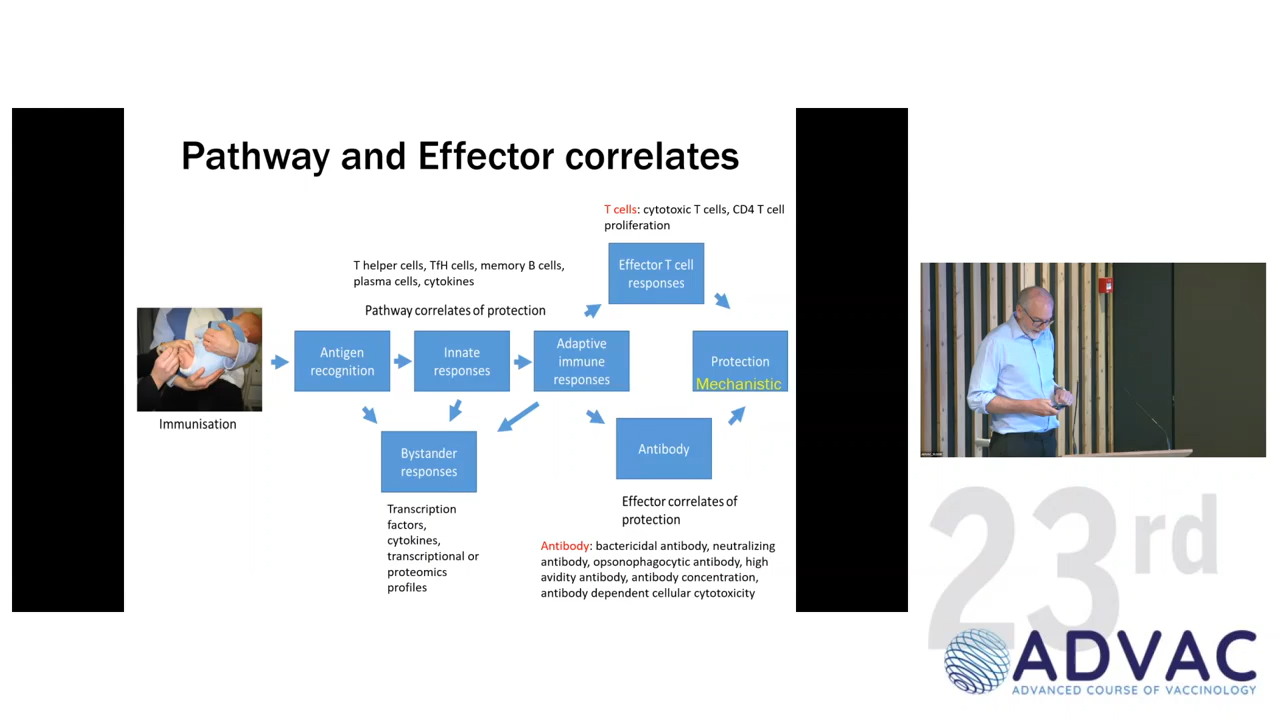 Pathway and Effector correlates
T cells: cytotoxic T cells, CD4 T cell
proliferation
T helper cells, TfH cells, memory B cells,
plasma cells, cytokines
Pathway correlates of protection
Immunisation
Antigen
recognition
Innate
responses
Adaptive
immune
responses
Effector T cell
responses
Protection
Mechanistic
Bystander
responses
Antibody
Transcription
factors,
cytokines,
transcriptional or
proteomics
profiles
Effector correlates of
protection
Antibody: bactericidal antibody, neutralizing
antibody, opsonophagocytic antibody, high
avidity antibody, antibody concentration,
antibody dependent cellular cytotoxicity
23rd
ADVAC
ADVANCED COURSE OF VACCINOLOGY